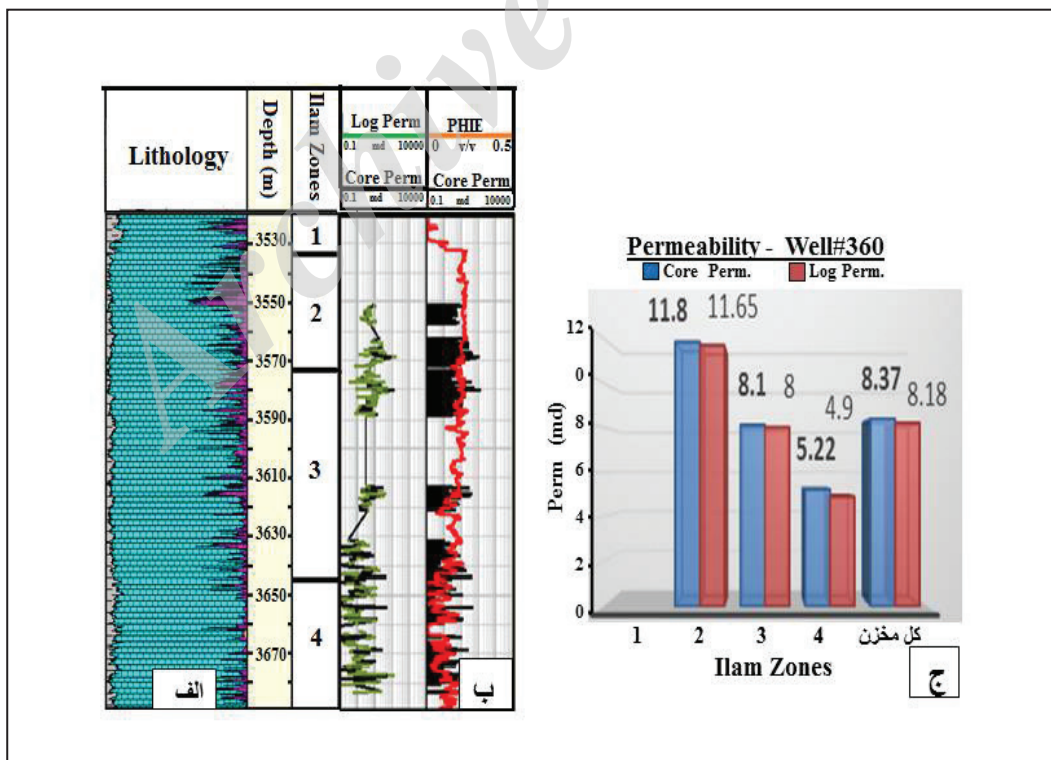 Archive
Lithology
Depth (m)
Ilam Zones
Log Perm
0.1 md 10000
Core Perm
0.1 md 10000
PHIE
0 v/v 0.5
Core Perm
0.1 md 10000
3530
3550
3570
3590
3610
3630
3650
3670
1
2
3
4
الف
ب
Permeability - Well#360
Core Perm. Log Perm.
11.8 11.65
8.1 8
5.22 4.9
8.37 8.18
Perm (md)
12
0
8
6
4
2
0
1 2 3 4 کل مخزن
Ilam Zones
ج